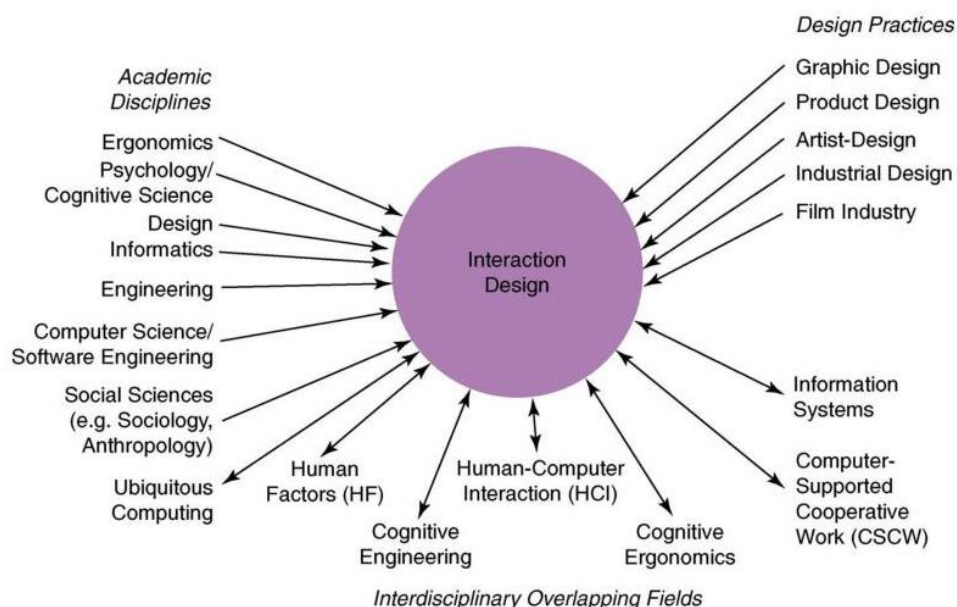 Design Practices
Graphic Design
Product Design
Artist-Design
Industrial Design
Film Industry
Academic
Disciplines
Ergonomics
Psychology/
Cognitive Science
Design
Informatics
Engineering
Computer Science/
Software Engineering
Social Sciences
(e.g. Sociology,
Anthropology)
Interaction
Design
Ubiquitous
Computing
Human
Factors (HF)
Cognitive
Engineering
Human-Computer
Interaction (HCI)
Cognitive
Ergonomics
Information
Systems
Computer-
Supported
Cooperative
Work (CSCW)
Interdisciplinary Overlapping Fields